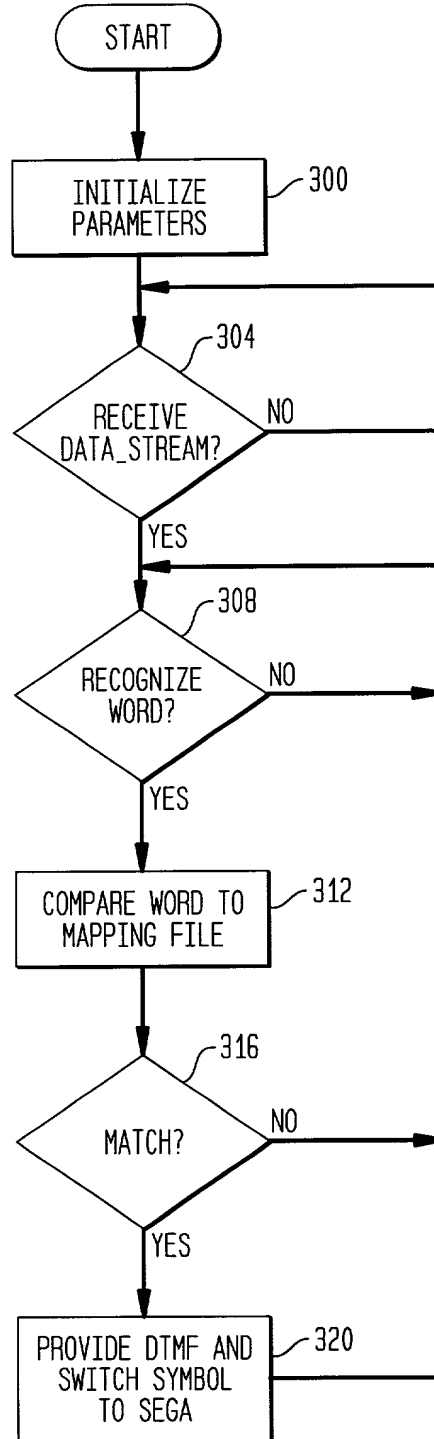 START
300
INITIALIZE
PARAMETERS
304
RECEIVE
DATA_STREAM?
NO
YES
308
RECOGNIZE
WORD?
NO
YES
312
COMPARE WORD TO
MAPPING FILE
316
MATCH?
NO
YES
320
PROVIDE DTMF AND
SWITCH SYMBOL
TO SEGA